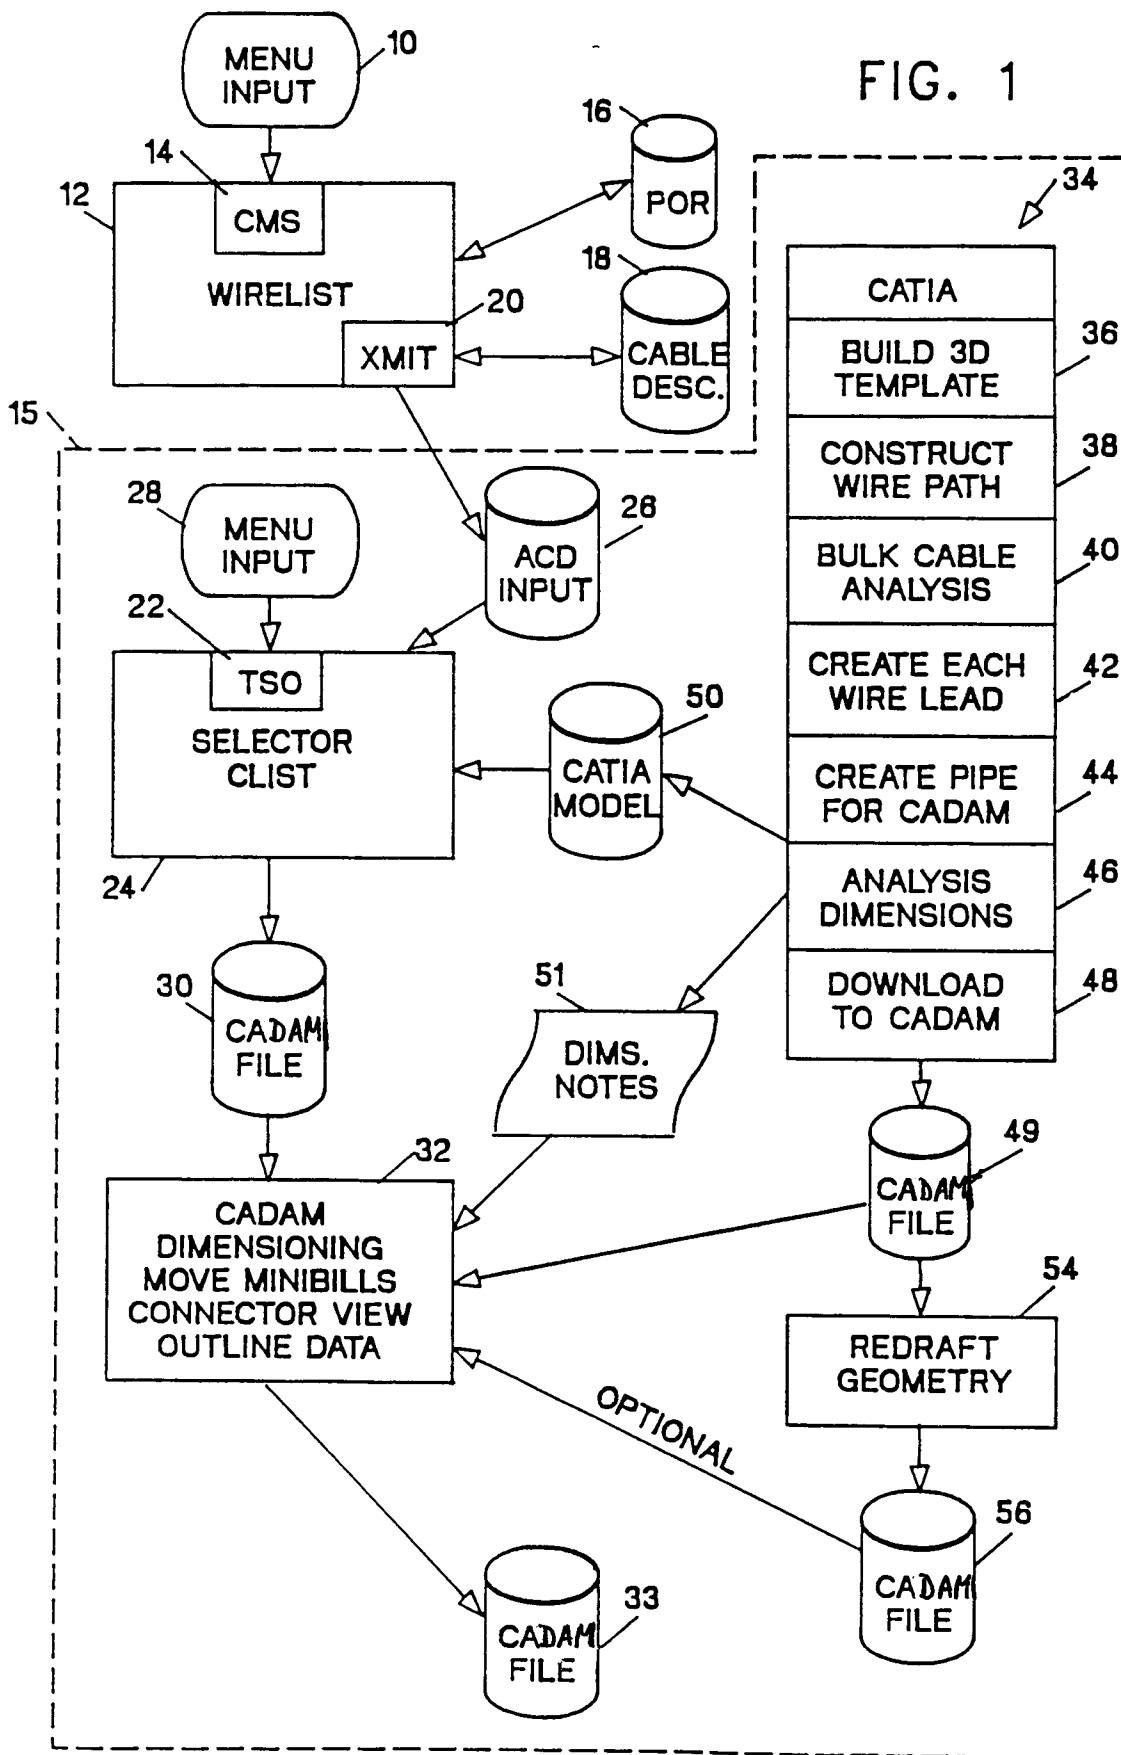 FIG. 1
MENU
INPUT
10
14
CMS
12
WIRELIST
20
XMIT
16
POR
18
CABLE
DESC.
15
34
CATIA
BUILD 3D
TEMPLATE
36
CONSTRUCT
WIRE PATH
38
BULK CABLE
ANALYSIS
40
CREATE EACH
WIRE LEAD
42
CREATE PIPE
FOR CADAM
44
ANALYSIS
DIMENSIONS
46
DOWNLOAD
TO CADAM
48
28
MENU
INPUT
26
ACD
INPUT
22
TSO
SELECTOR
CLIST
24
50
CATIA
MODEL
30
CADAM
FILE
51
DIMS.
NOTES
49
CADAM
FILE
32
CADAM
DIMENSIONING
MOVE MINIBILLS
CONNECTOR VIEW
OUTLINE DATA
54
REDRAFT
GEOMETRY
OPTIONAL
56
CADAM
FILE
33
CADAM
FILE